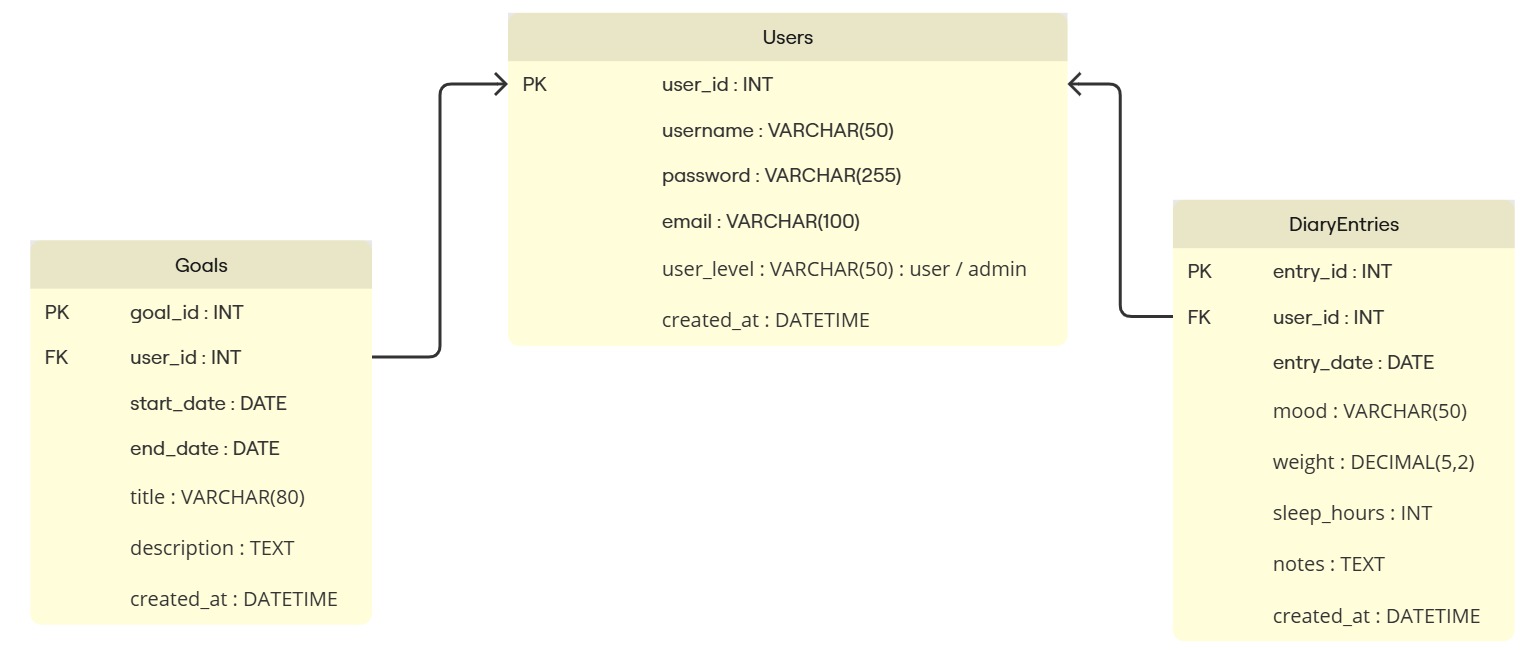 Users
PK user_id : INT
username : VARCHAR(50)
password : VARCHAR(255)
email : VARCHAR(100)
user_level : VARCHAR(50) : user / admin
created_at : DATETIME
Goals
PK goal_id : INT
FK user_id : INT
start_date : DATE
end_date : DATE
title : VARCHAR(80)
description : TEXT
created_at : DATETIME
DiaryEntries
PK entry_id : INT
FK user_id : INT
entry_date : DATE
mood : VARCHAR(50)
weight : DECIMAL(5,2)
sleep_hours : INT
notes : TEXT
created_at : DATETIME